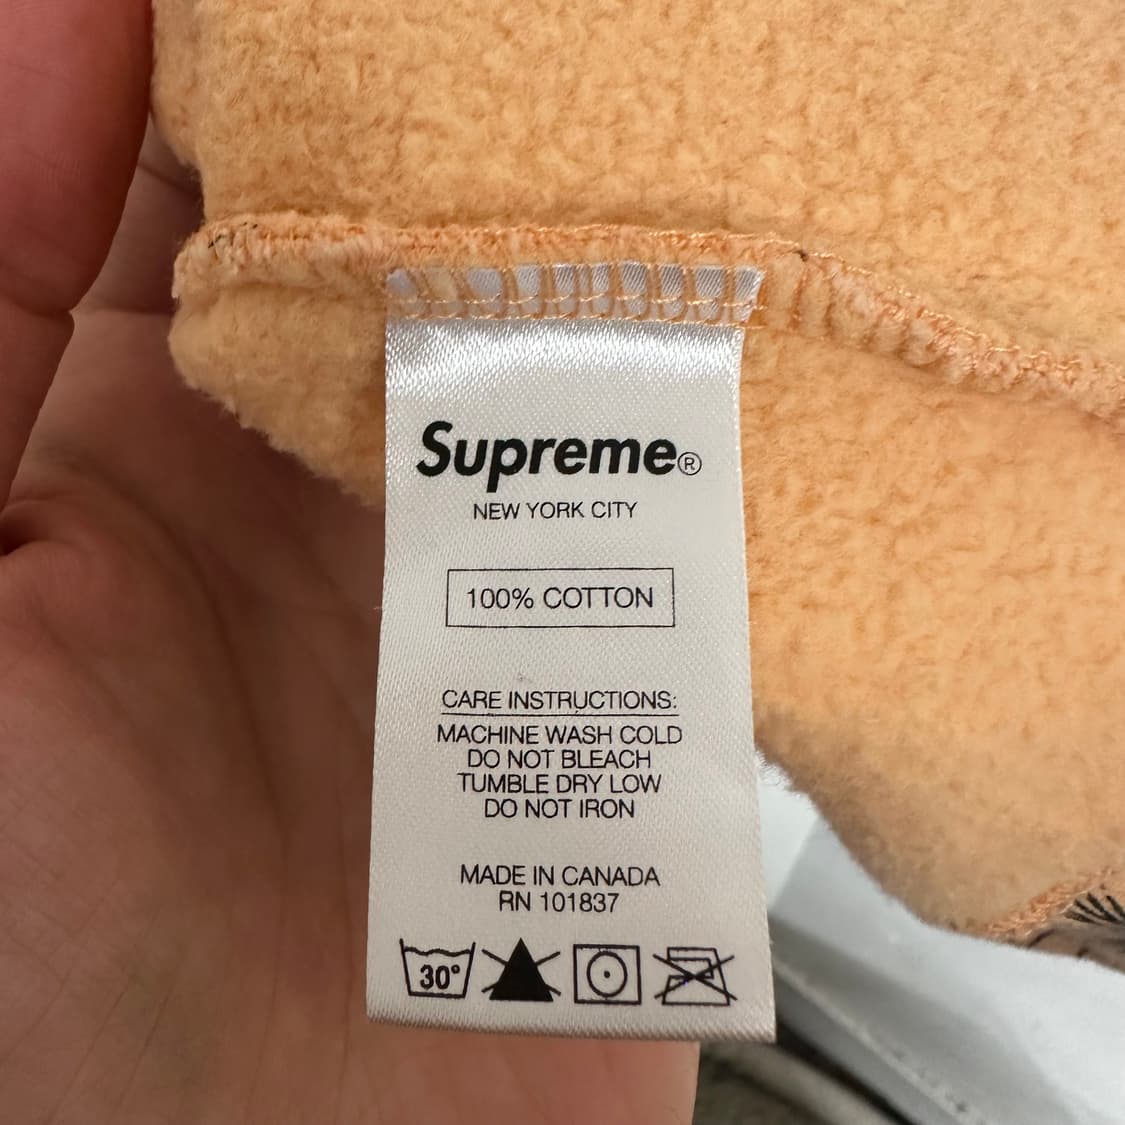 Supreme®
NEW YORK CITY
100% COTTON
CARE INSTRUCTIONS:
MACHINE WASH COLD
DO NOT BLEACH
TUMBLE DRY LOW
DO NOT IRON
MADE IN CANADA
RN 101837
30°